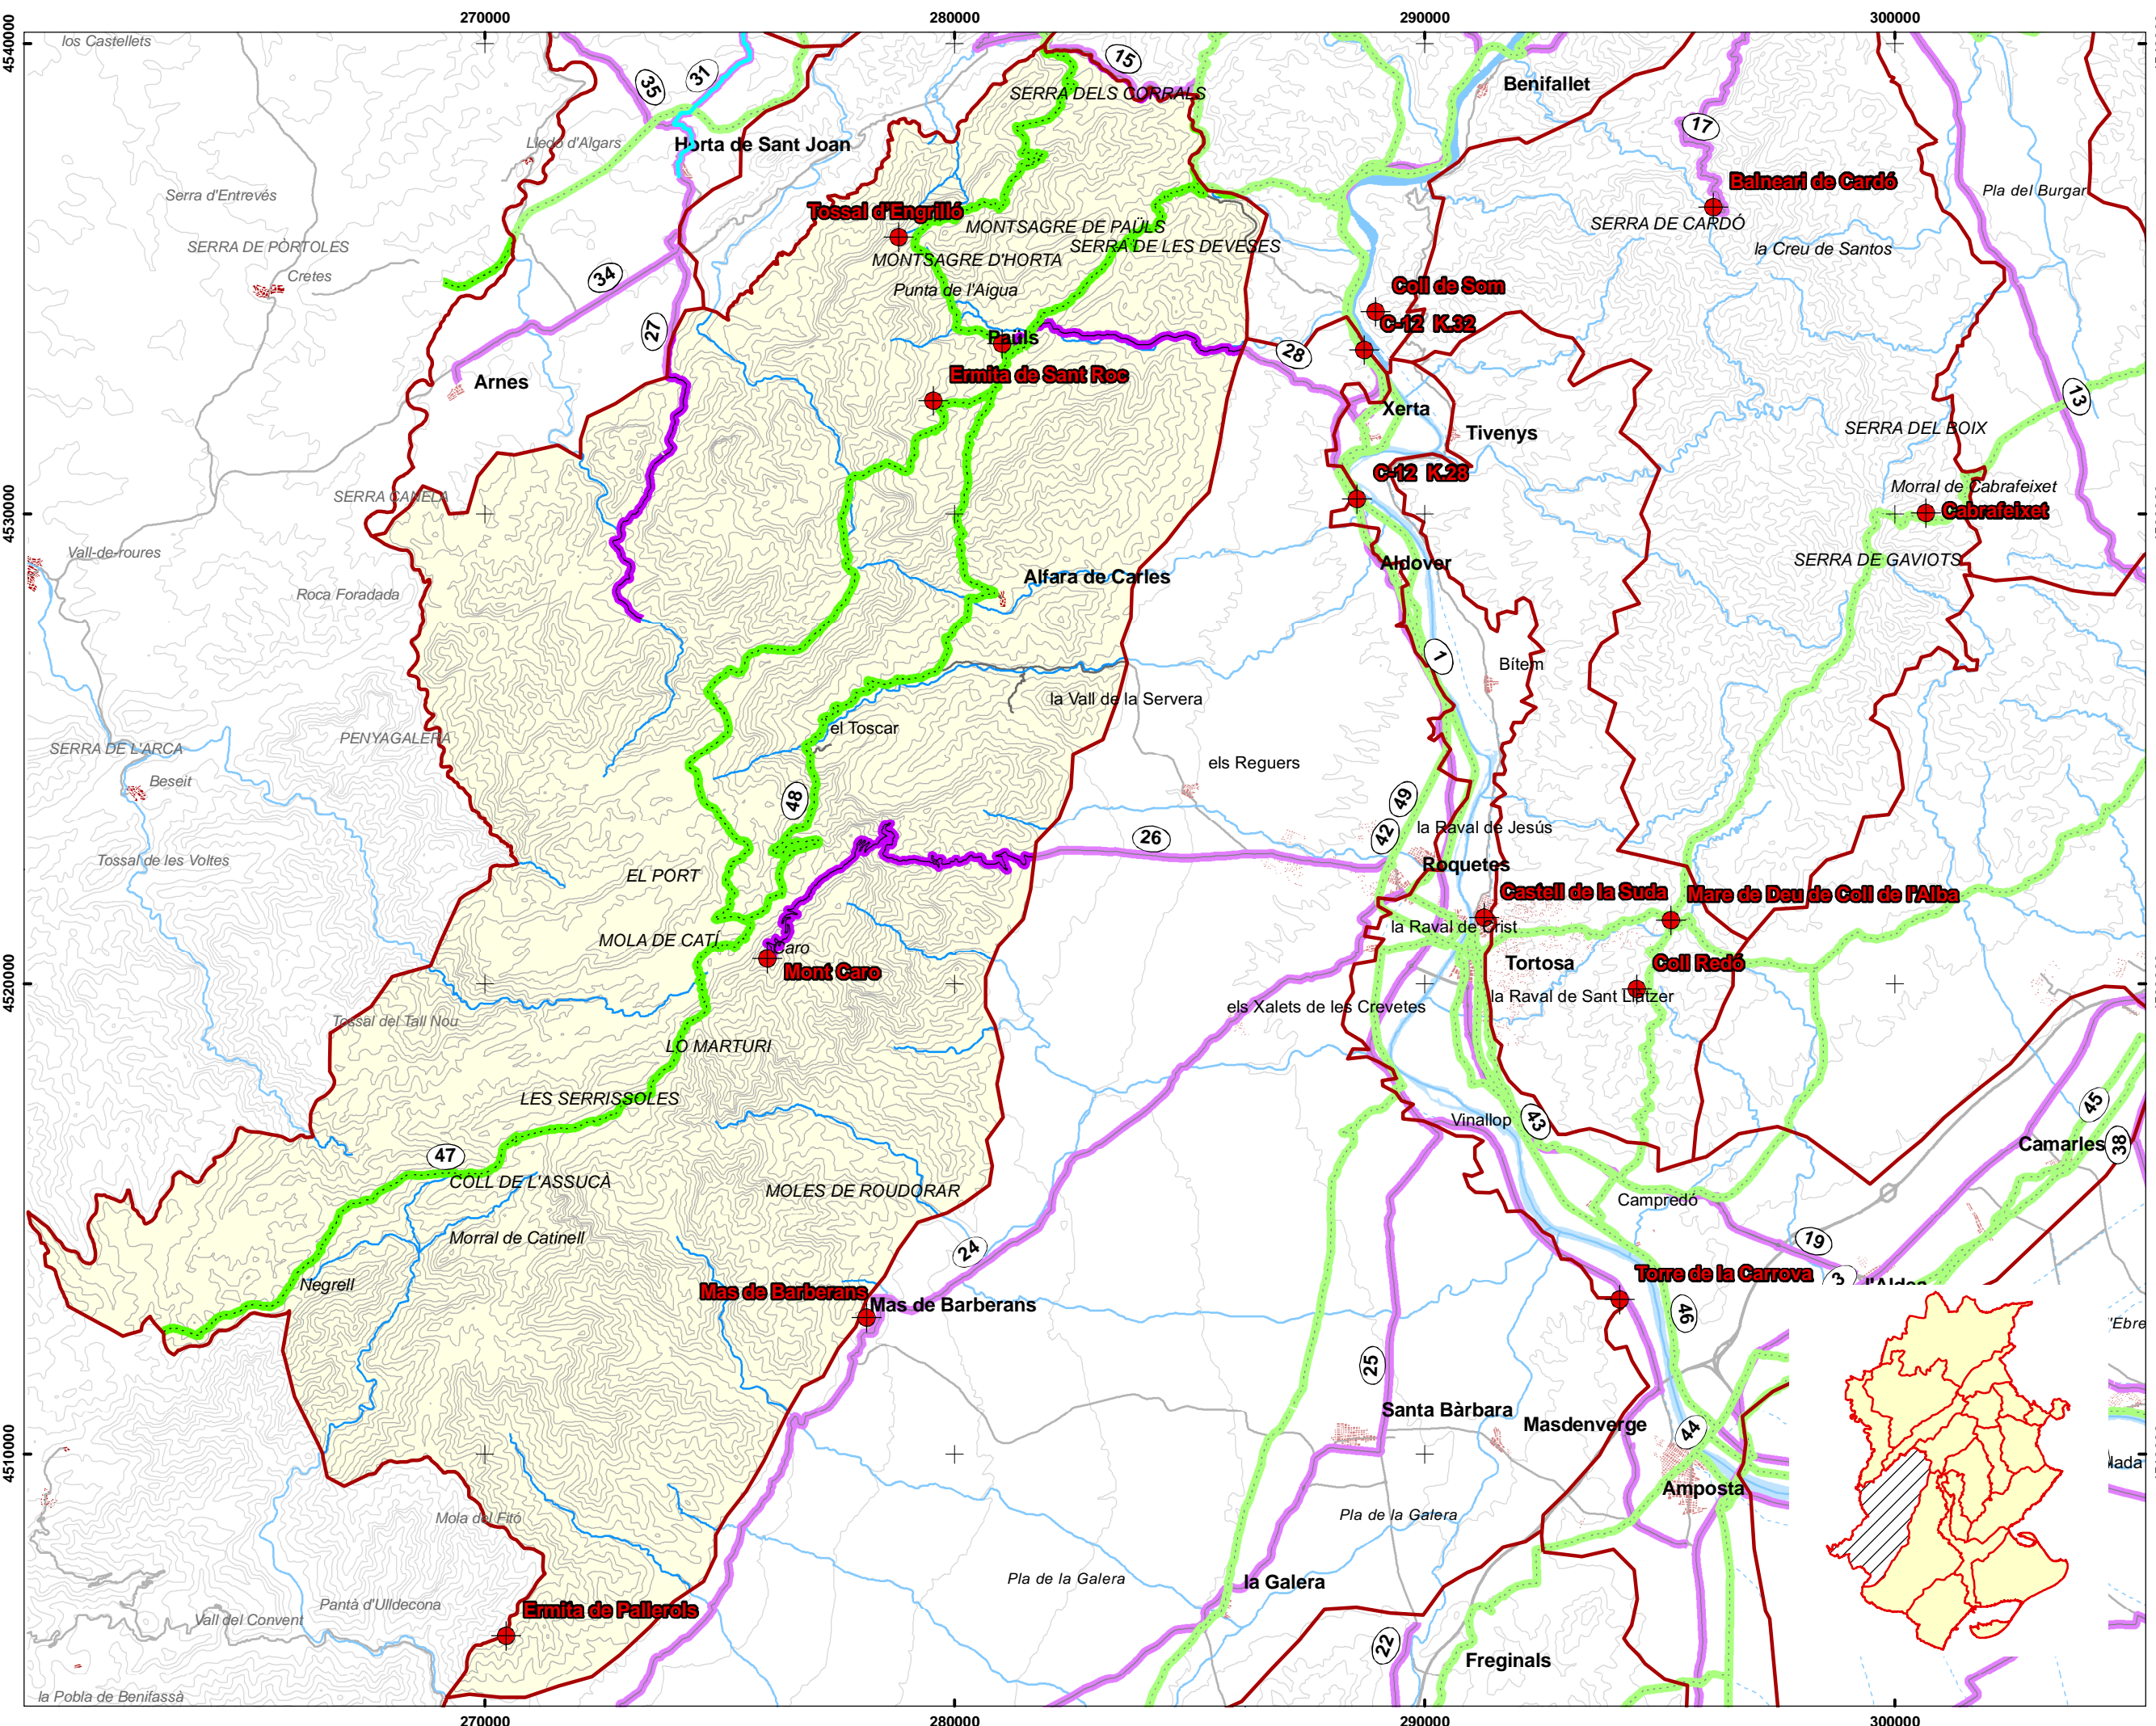 270000
280000
290000
300000
4540000
los Castellets
35
31
15
SERRA DELS CORRALS
Benifallet
17
Lledó d'Algars
Horta de Sant Joan
Serra d'Entrevés
Balneari de Cardó
Pla del Burgar
Tossal d'Engrilló
MONTSAGRE DE PAÜLS
SERRA DE CARDÓ
SERRA DE PÒRTOLES
SERRA DE LES DEVESES
la Creu de Santos
MONTSAGRE D'HORTA
Cretes
34
Punta de l'Aigua
Coll de Som
27
Paüls
C-12 K.32
28
Arnes
Ermita de Sant Roc
13
Xerta
Tivenys
SERRA DEL BOIX
C-12 K.28
SERRA CANELA
Morral de Cabrafeixet
4530000
Cabrafeixet
Vall-de-roures
Aldover
SERRA DE GAVIOTS
Alfara de Carles
Roca Foradada
1
Bítem
la Vall de la Servera
el Toscar
PENYAGALERA
SERRA DE L'ARCA
els Reguers
Beseit
48
49
42
la Raval de Jesús
26
Tossal de les Voltes
Roquetes
EL PORT
Castell de la Suda
Mare de Deu de Coll de l'Alba
la Raval de Crist
MOLA DE CATÍ
Caro
Mont Caro
Tortosa
Coll Redó
4520000
la Raval de Sant Llàtzer
els Xalets de les Crevetes
Tossal del Tall Nou
LO MARTURI
LES SERRISSOLES
45
Vinallop
43
38
Camarles
47
COLL DE L'ASSUCÀ
MOLES DE ROUDORAR
Campredó
Morral de Catinell
24
19
3
l'Aldea
Negrell
Torre de la Carrova
Mas de Barberans
Mas de Barberans
46
l'Ebre
25
Santa Bàrbara
Masdenverge
44
4510000
Amposta
Mola del Fitó
Pla de la Galera
Pla de la Galera
la Galera
Pantà d'Ulldecona
Ermita de Pallerols
Vall del Convent
22
Freginals
la Pobla de Benifassà
270000
280000
290000
300000